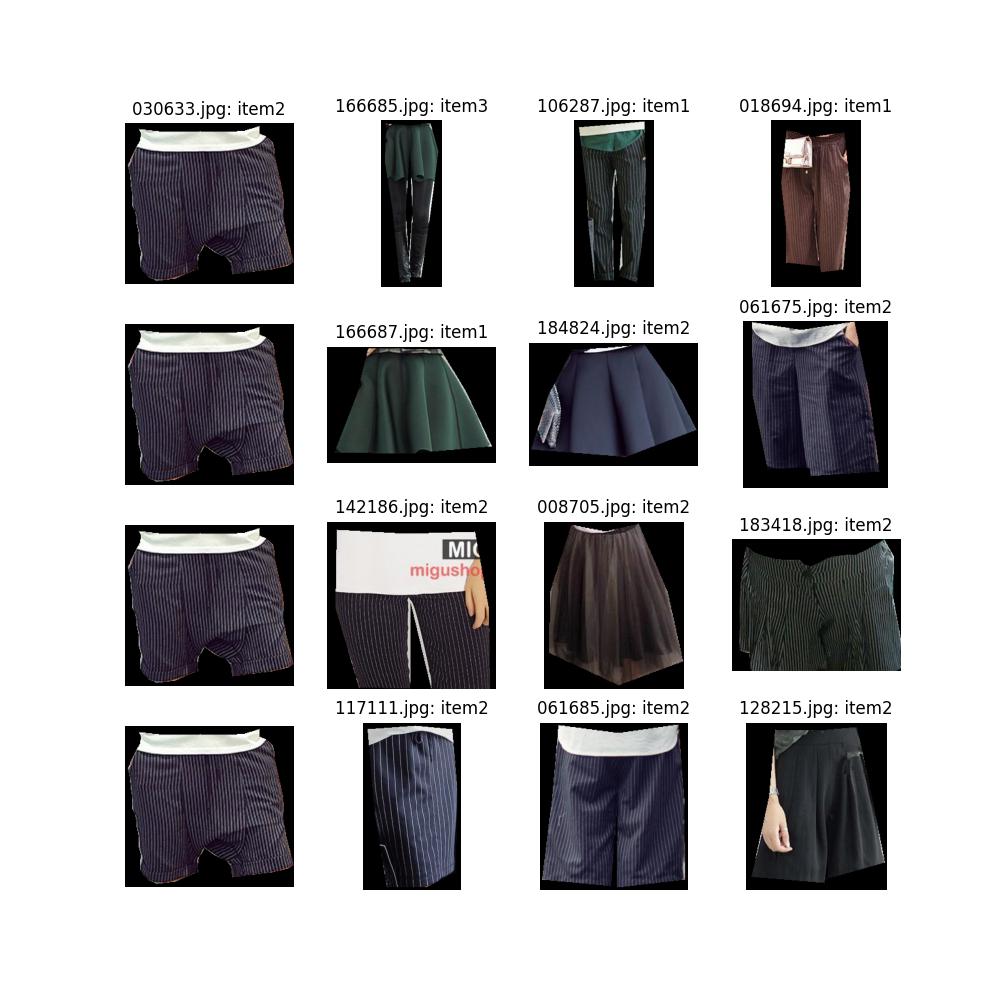 030633.jpg: item2
166685.jpg: item3
106287.jpg: item1
018694.jpg: item1
166687.jpg: item1
184824.jpg: item2
061675.jpg: item2
142186.jpg: item2
008705.jpg: item2
183418.jpg: item2
migushop
117111.jpg: item2
061685.jpg: item2
128215.jpg: item2